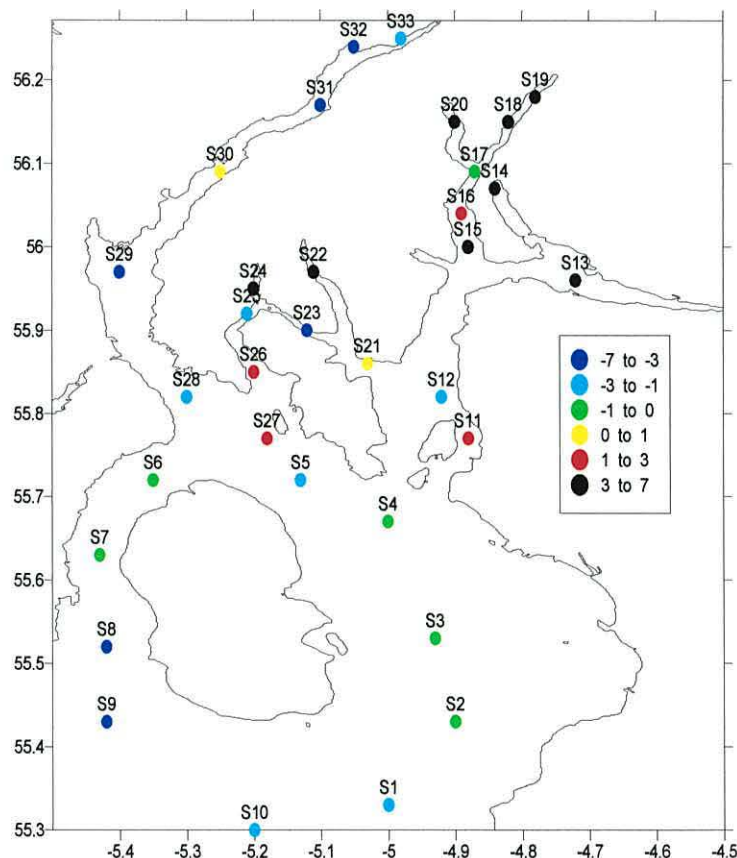 S32 S33
56.2
S31
S19
S20 S18
S17
56.1
S30
S14
S16
56
S29
S15
S22
S24
S13
S25
S23
55.9
S21
S26
S28
S12
55.8
S27
S11
S6
S5
55.7
S4
S7
55.6
S3
S8
55.5
S9
S2
55.4
S1
S10
55.3
-7 to -3
-3 to -1
-1 to 0
0 to 1
1 to 3
3 to 7
-5.4 -5.3 -5.2 -5.1 -5 -4.9 -4.8 -4.7 -4.6 -4.5